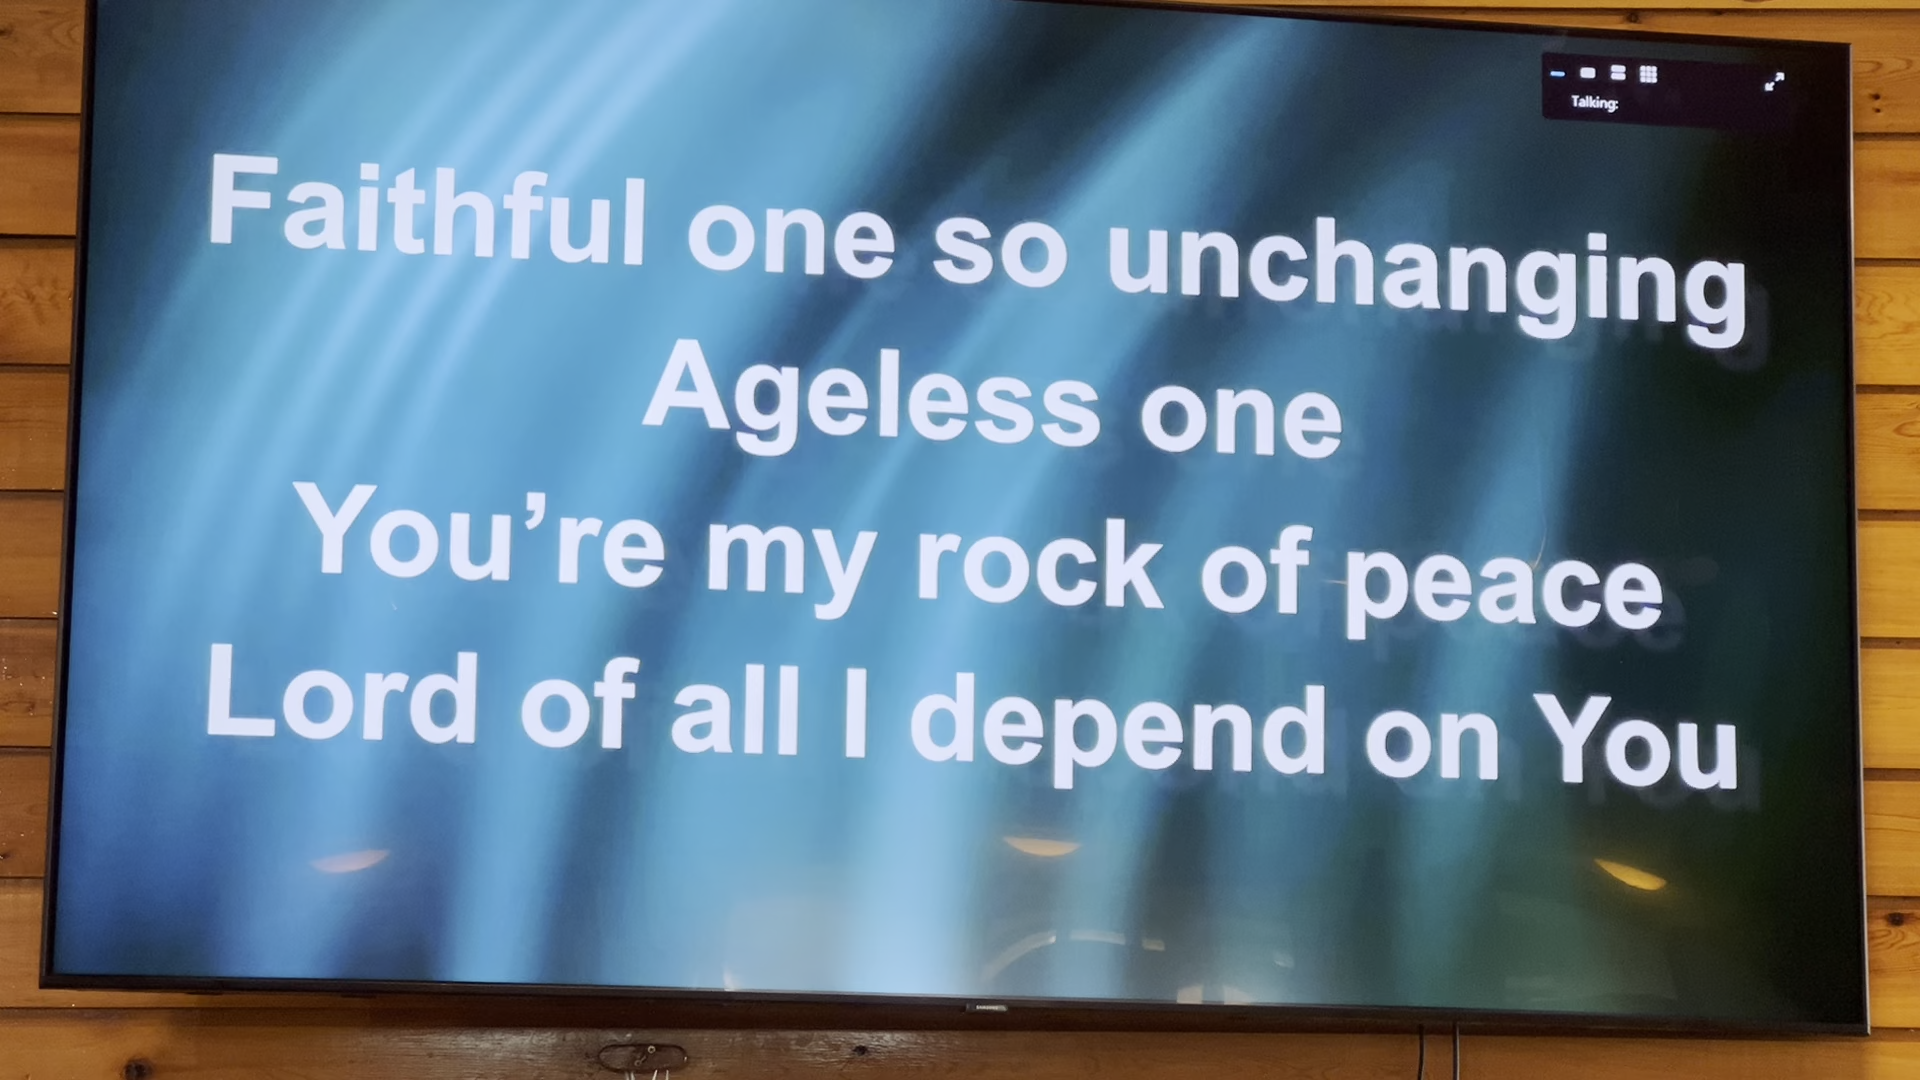 Talking:
Faithful one so unchanging
Ageless one
You’re my rock of peace
Lord of all I depend on You
SAMSUNG